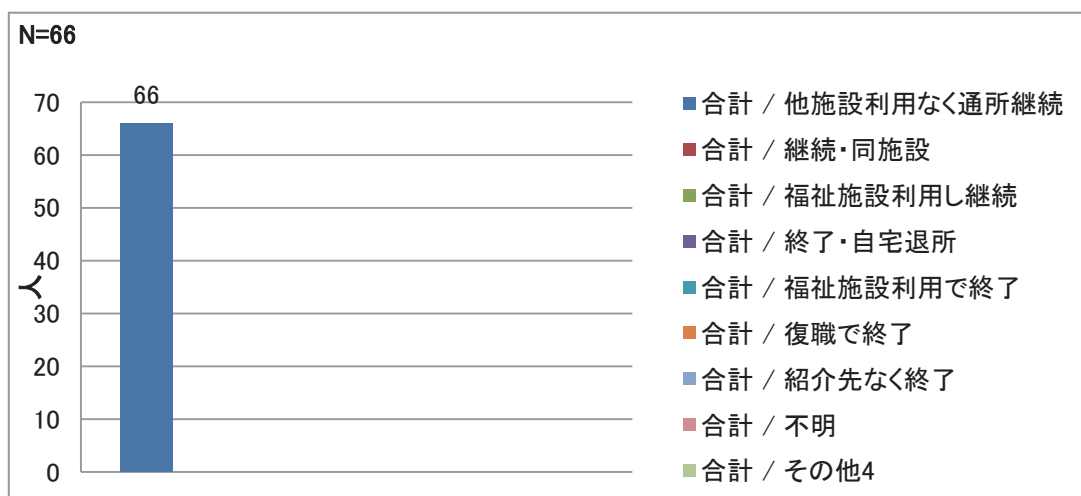 N=66
66
70
60
50
40
30
20
10
0
人
合計 / 他施設利用なく通所継続
合計 / 継続・同施設
合計 / 福祉施設利用し継続
合計 / 終了・自宅退所
合計 / 福祉施設利用で終了
合計 / 復職で終了
合計 / 紹介先なく終了
合計 / 不明
合計 / その他4